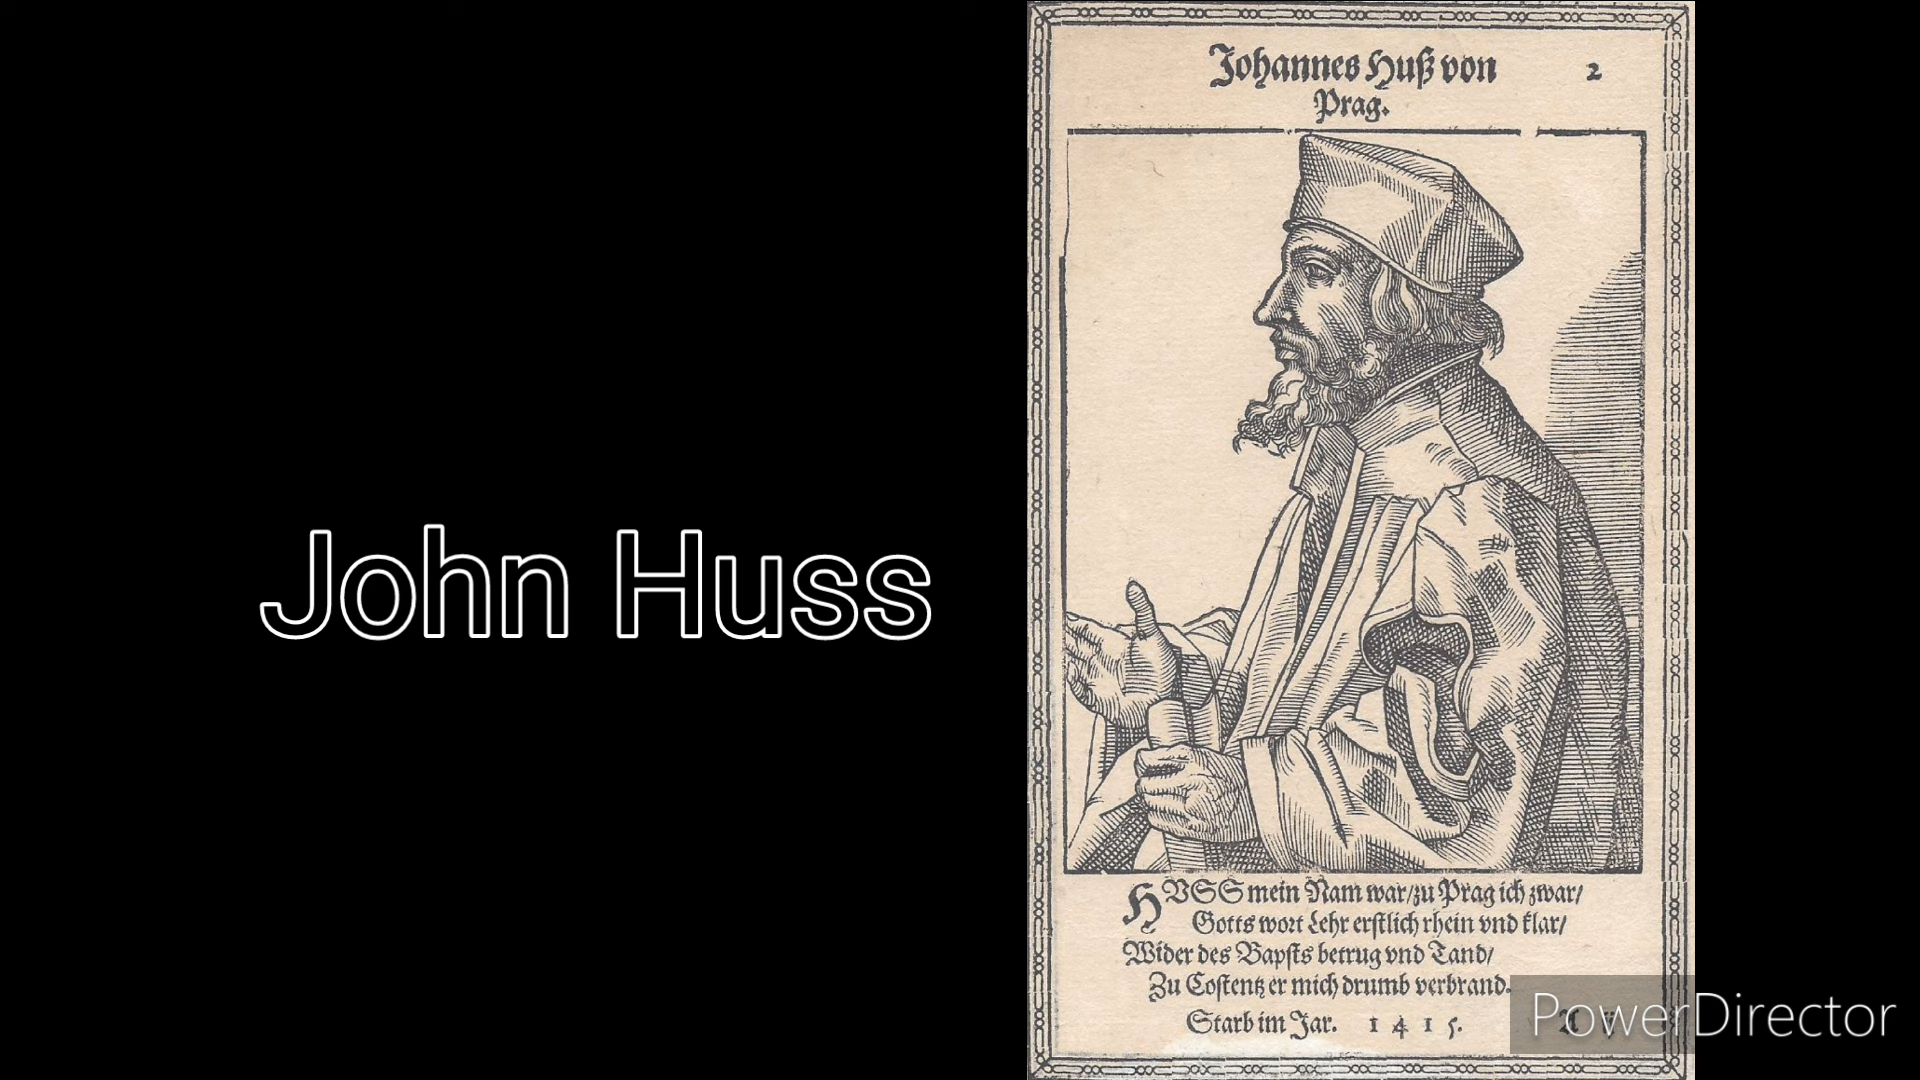 John Huss
Johannes Huß von 2
Prag.
HVSS mein Nam war/zu Prag ich zwar/
Gotts wort Lehr erstlich rhein vnd klar/
Wider des Bapsts betrug vnd Tand/
Zu Costentz er mich drumb verbrand.
Starb im Jar. 1415.
PowerDirector